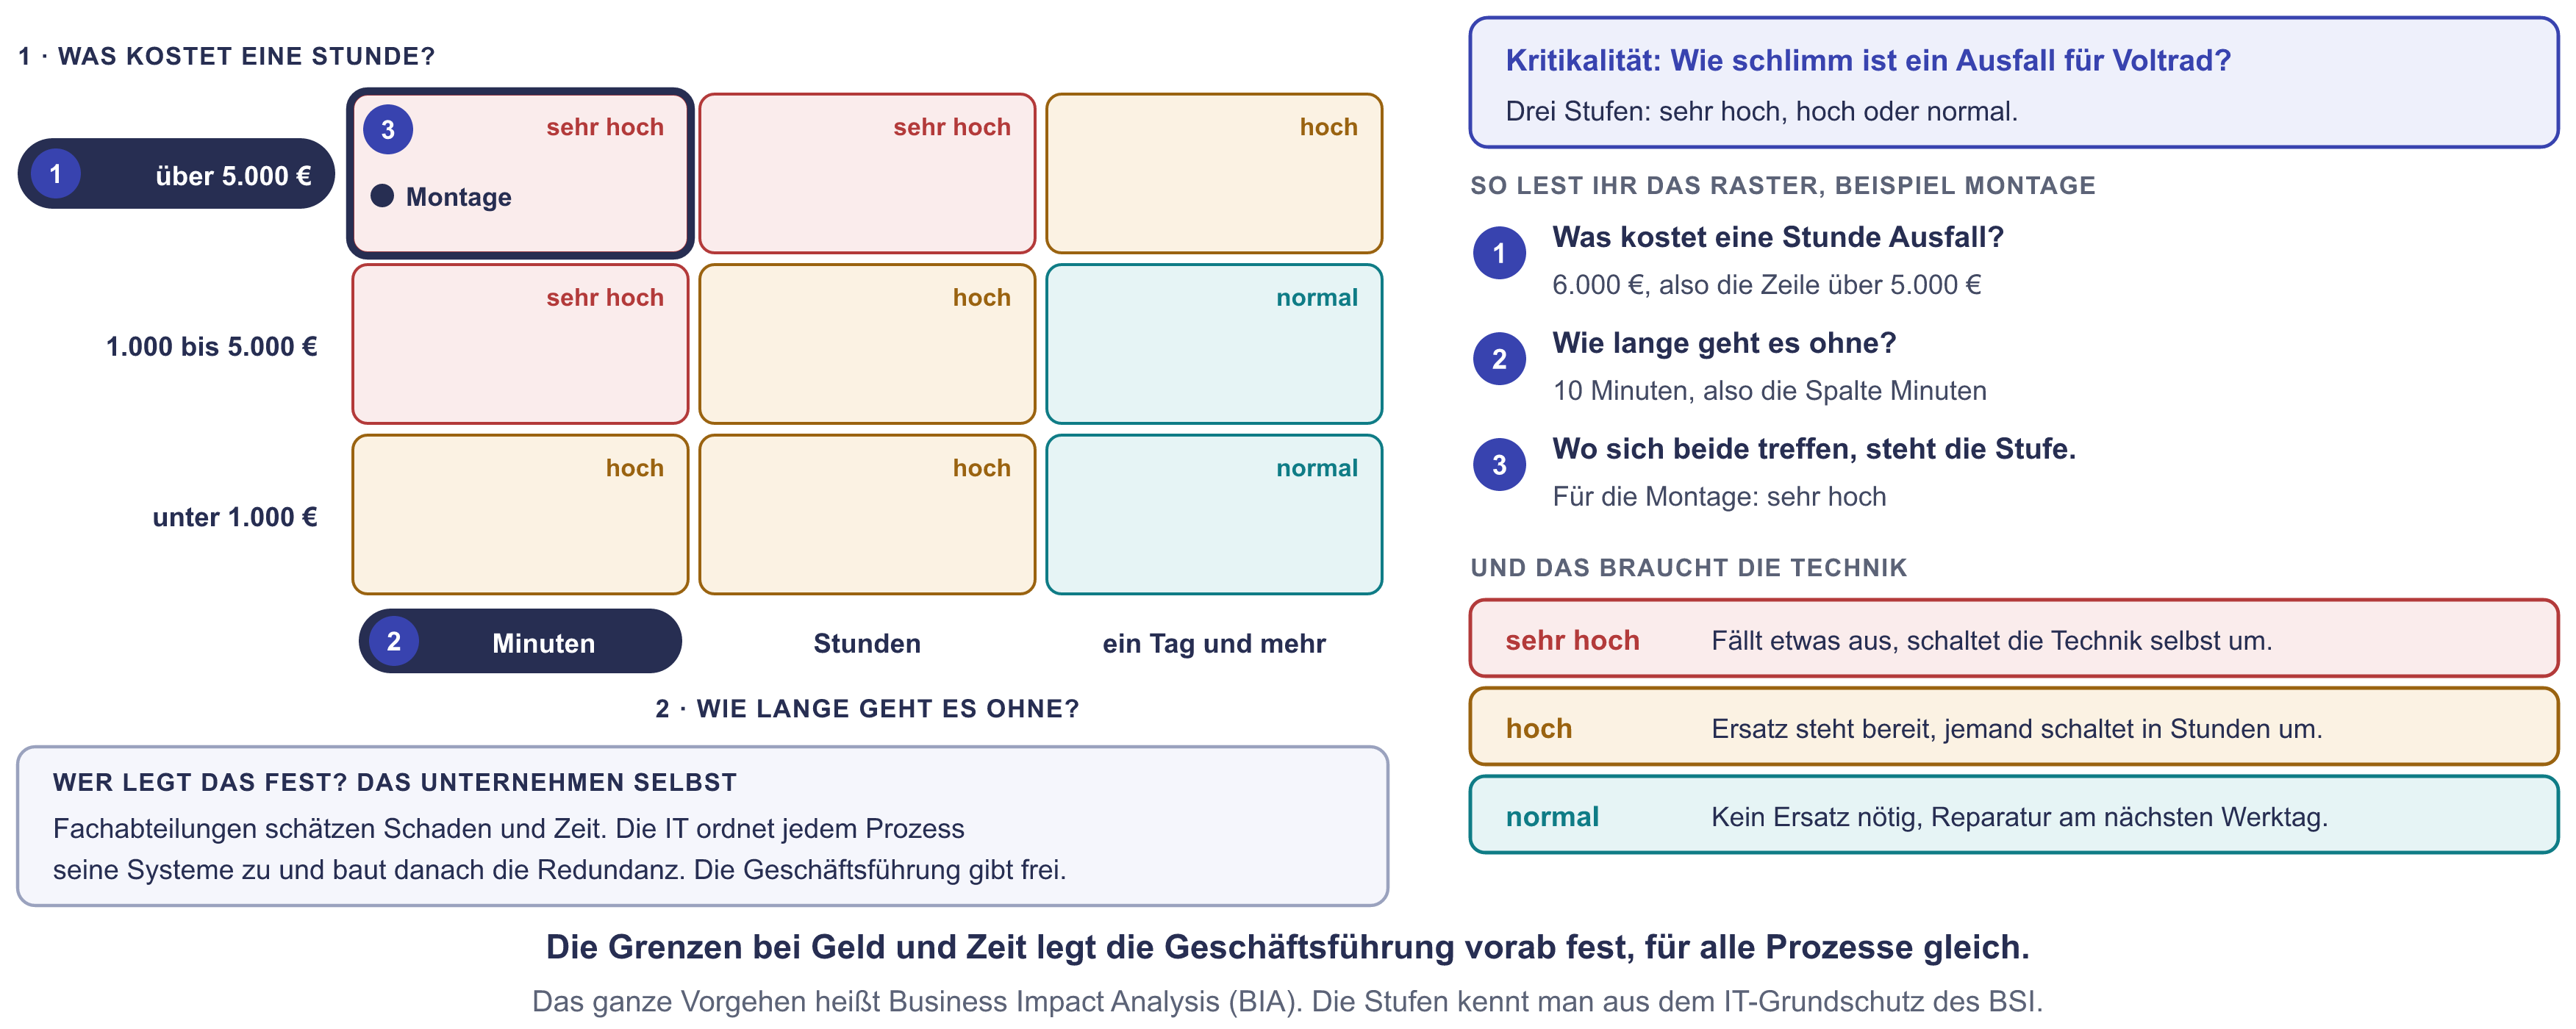 1 · WAS KOSTET EINE STUNDE?
1 über 5.000 €
3 sehr hoch
Montage
sehr hoch
hoch
1.000 bis 5.000 €
sehr hoch
hoch
normal
unter 1.000 €
hoch
hoch
normal
2 Minuten
Stunden
ein Tag und mehr
2 · WIE LANGE GEHT ES OHNE?
WER LEGT DAS FEST? DAS UNTERNEHMEN SELBST
Fachabteilungen schätzen Schaden und Zeit. Die IT ordnet jedem Prozess
seine Systeme zu und baut danach die Redundanz. Die Geschäftsführung gibt frei.
Kritikalität: Wie schlimm ist ein Ausfall für Voltrad?
Drei Stufen: sehr hoch, hoch oder normal.
SO LEST IHR DAS RASTER, BEISPIEL MONTAGE
1 Was kostet eine Stunde Ausfall?
6.000 €, also die Zeile über 5.000 €
2 Wie lange geht es ohne?
10 Minuten, also die Spalte Minuten
3 Wo sich beide treffen, steht die Stufe.
Für die Montage: sehr hoch
UND DAS BRAUCHT DIE TECHNIK
sehr hoch Fällt etwas aus, schaltet die Technik selbst um.
hoch Ersatz steht bereit, jemand schaltet in Stunden um.
normal Kein Ersatz nötig, Reparatur am nächsten Werktag.
Die Grenzen bei Geld und Zeit legt die Geschäftsführung vorab fest, für alle Prozesse gleich.
Das ganze Vorgehen heißt Business Impact Analysis (BIA). Die Stufen kennt man aus dem IT-Grundschutz des BSI.